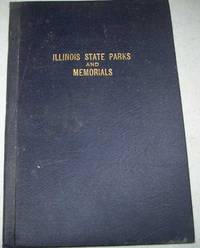 ILLINOIS STATE PARKS
AND
MEMORIALS